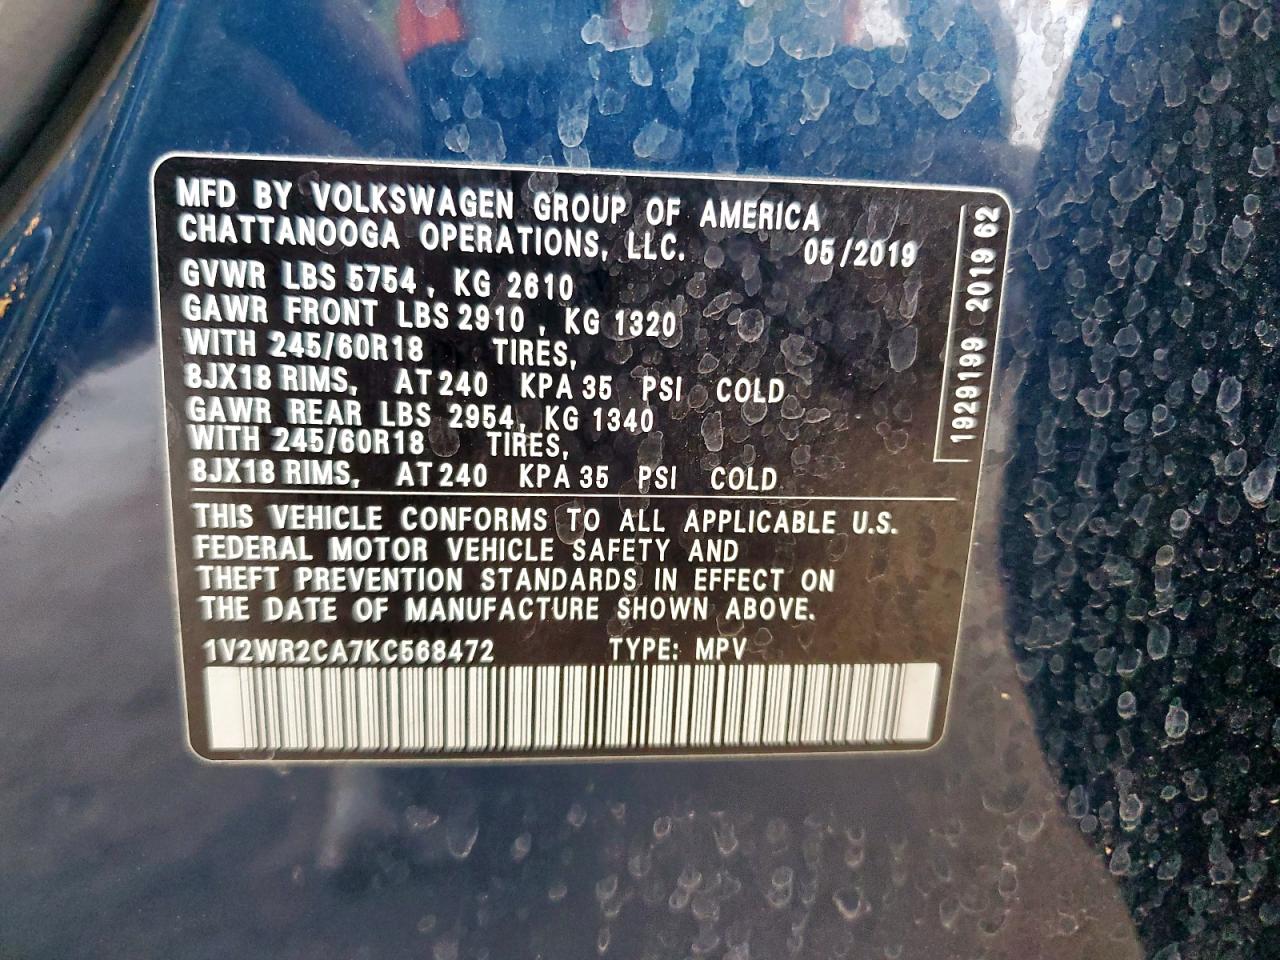 MFD BY VOLKSWAGEN GROUP OF AMERICA
CHATTANOOGA OPERATIONS, LLC. 05/2019
GVWR LBS 5754 , KG 2610
GAWR FRONT LBS 2910 , KG 1320
WITH 245/60R18 TIRES,
8JX18 RIMS, AT 240 KPA 35 PSI COLD
GAWR REAR LBS 2954, KG 1340
WITH 245/60R18 TIRES,
8JX18 RIMS, AT 240 KPA 35 PSI COLD
THIS VEHICLE CONFORMS TO ALL APPLICABLE U.S.
FEDERAL MOTOR VEHICLE SAFETY AND
THEFT PREVENTION STANDARDS IN EFFECT ON
THE DATE OF MANUFACTURE SHOWN ABOVE.
1V2WR2CA7KC568472 TYPE: MPV
1929199 2019 62